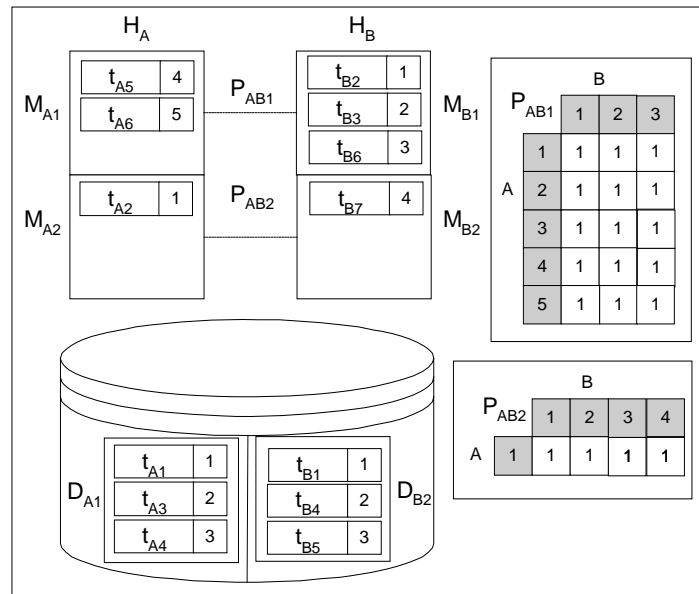 H_A H_B
M_A1 t_A5 4 P_AB1 t_B2 1 M_B1
t_A6 5 t_B3 2
t_B6 3
M_A2 t_A2 1 P_AB2 t_B7 4 M_B2
B
P_AB1 1 2 3
1 1 1 1
A 2 1 1 1
3 1 1 1
4 1 1 1
5 1 1 1
B
P_AB2 1 2 3 4
A 1 1 1 1 1
D_A1 t_A1 1 t_B1 1 D_B2
t_A3 2 t_B4 2
t_A4 3 t_B5 3